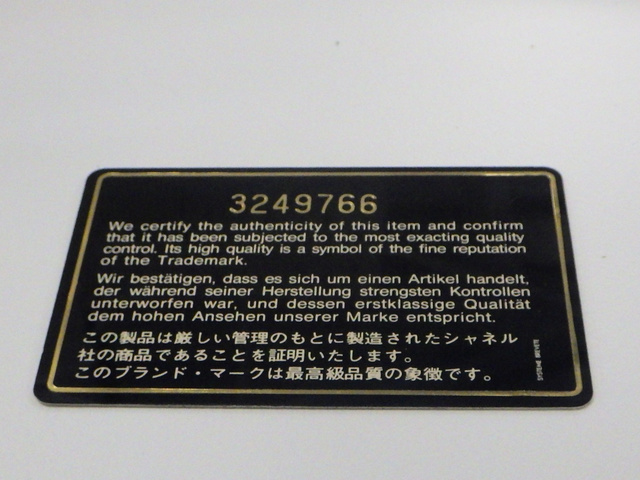 3249766
We certify the authenticity of this item and confirm
that it has been subjected to the most exacting quality
control. Its high quality is a symbol of the fine reputation
of the Trademark.
Wir bestätigen, dass es sich um einen Artikel handelt,
der während seiner Herstellung strengsten Kontrollen
unterworfen war, und dessen erstklassige Qualität
dem hohen Ansehen unserer Marke entspricht.
この製品は厳しい管理のもとに製造されたシャネル
社の商品であることを証明いたします。
このブランド・マークは最高級品質の象徴です。